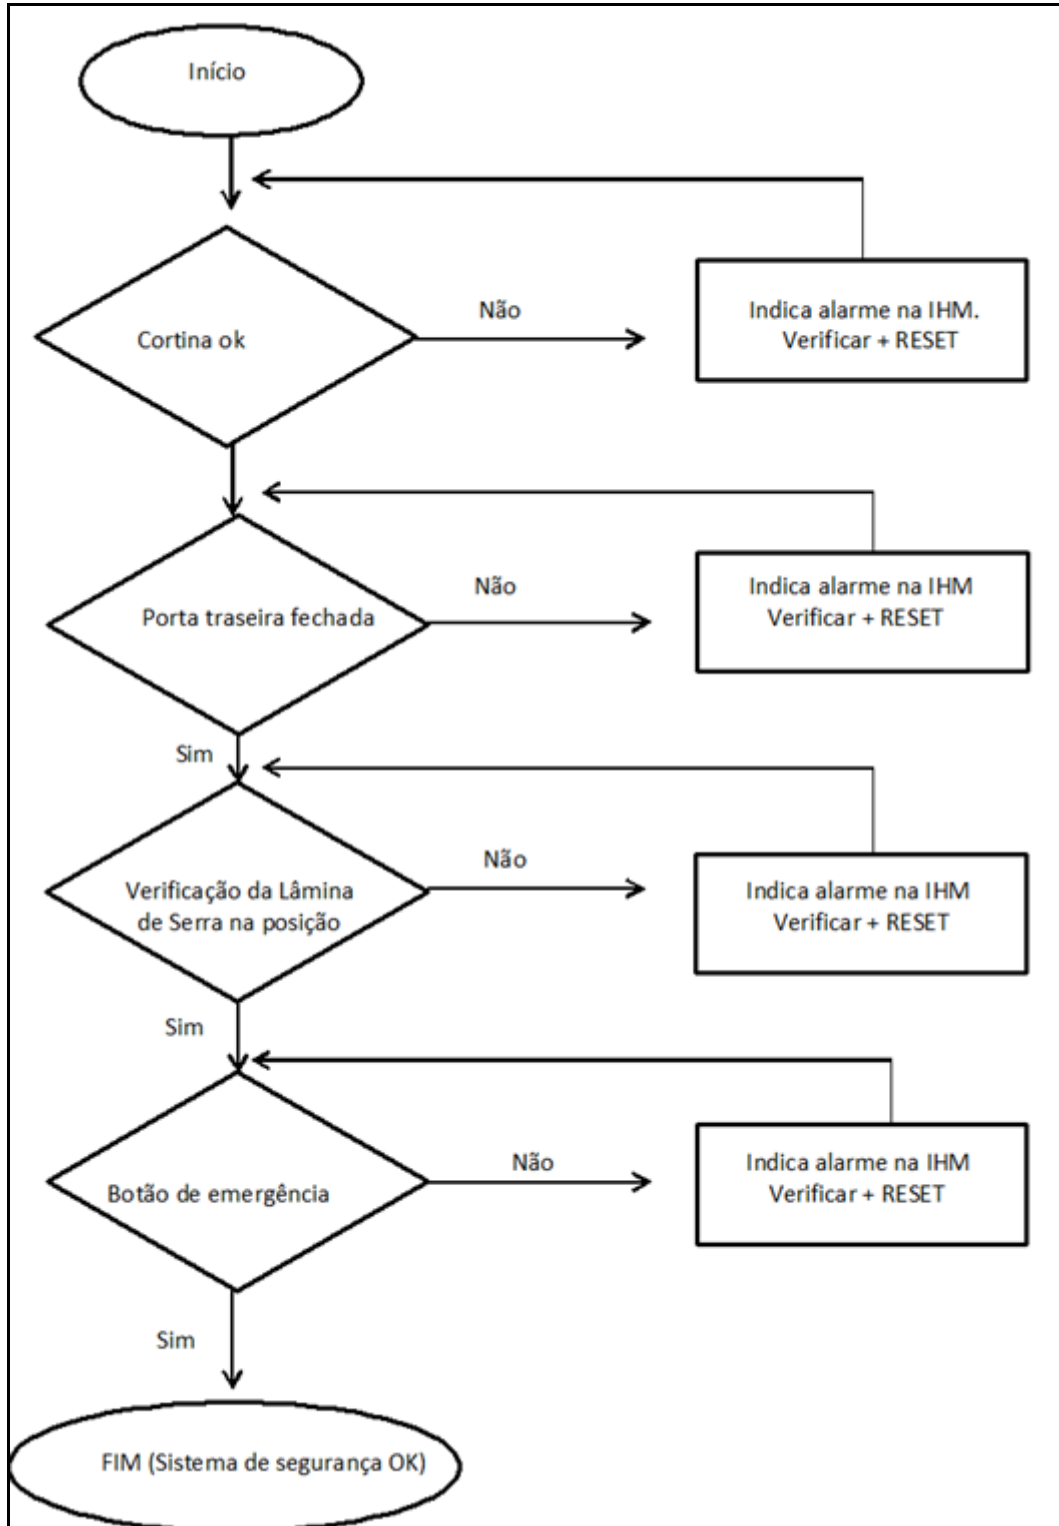 Início
Cortina ok
Não
Indica alarme na IHM.
Verificar + RESET
Porta traseira fechada
Não
Indica alarme na IHM
Verificar + RESET
Sim
Verificação da Lâmina
de Serra na posição
Não
Indica alarme na IHM
Verificar + RESET
Sim
Botão de emergência
Não
Indica alarme na IHM
Verificar + RESET
Sim
FIM (Sistema de segurança OK)